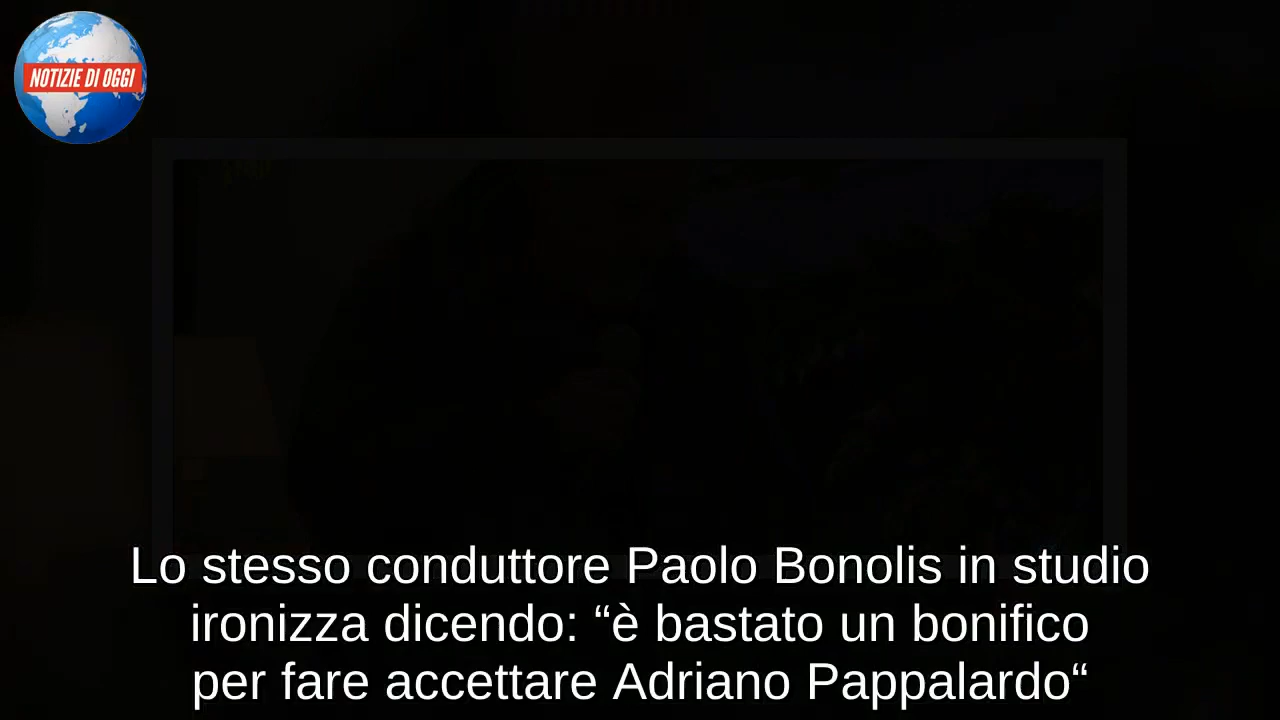 NOTIZIE DI OGGI
Lo stesso conduttore Paolo Bonolis in studio
ironizza dicendo: “è bastato un bonifico
per fare accettare Adriano Pappalardo“